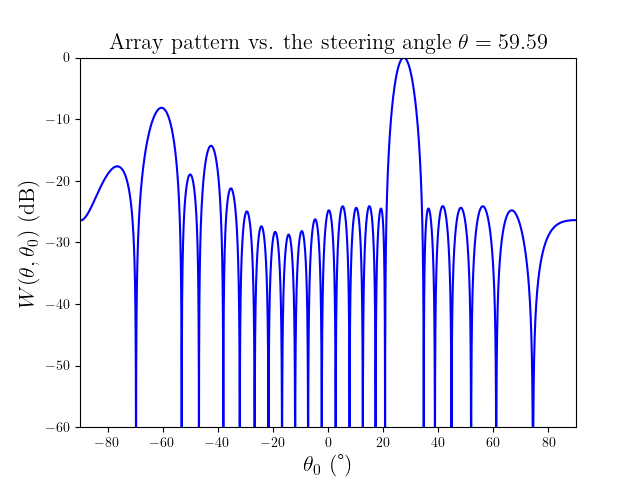 Array pattern vs. the steering angle θ = 59.59
0
−10
−20
−30
−40
−50
−60
W(θ, θ₀) (dB)
−80 −60 −40 −20 0 20 40 60 80
θ₀ (°)